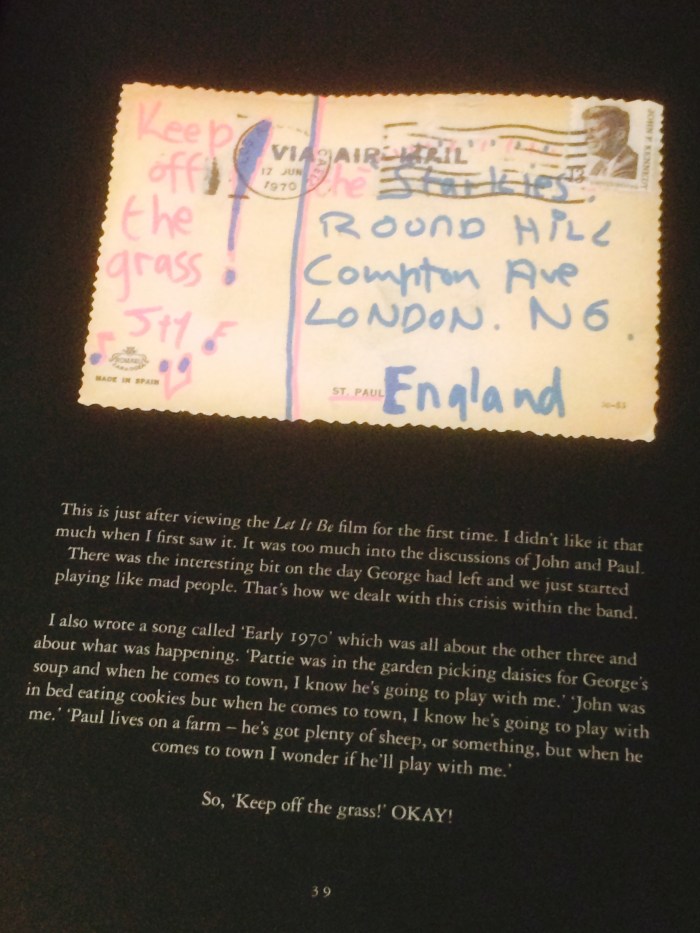 Keep
off
the
grass!
J+Y
MADE IN SPAIN
VIA AIR MAIL
17 JUN
1970
JOHN F. KENNEDY
the Starkies.
ROUND HILL
Compton Ave
LONDON. N6.
ST. PAUL
England
This is just after viewing the Let It Be film for the first time. I didn't like it that
much when I first saw it. It was too much into the discussions of John and Paul.
There was the interesting bit on the day George had left and we just started
playing like mad people. That's how we dealt with this crisis within the band.
I also wrote a song called 'Early 1970' which was all about the other three and
about what was happening. 'Pattie was in the garden picking daisies for George's
soup and when he comes to town, I know he's going to play with me.' 'John was
in bed eating cookies but when he comes to town, I know he's going to play with
me.' 'Paul lives on a farm – he's got plenty of sheep, or something, but when he
comes to town I wonder if he'll play with me.'
So, 'Keep off the grass!' OKAY!
39